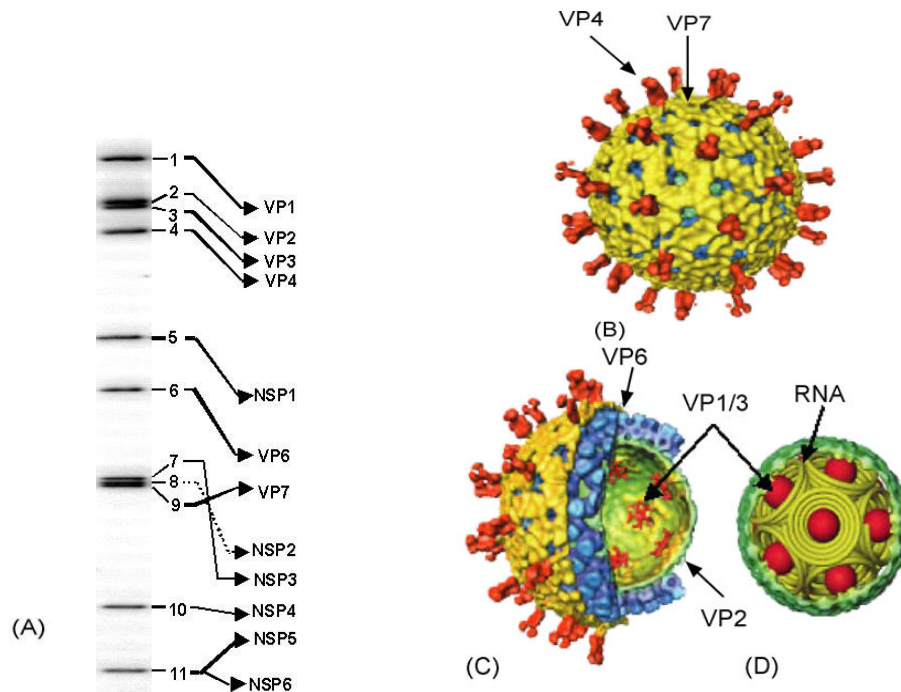 1
2
3
4
5
6
7
8
9
10
11
VP1
VP2
VP3
VP4
NSP1
VP6
VP7
NSP2
NSP3
NSP4
NSP5
NSP6
(A)
VP4 VP7
(B)
VP6
VP1/3
RNA
VP2
(C) (D)